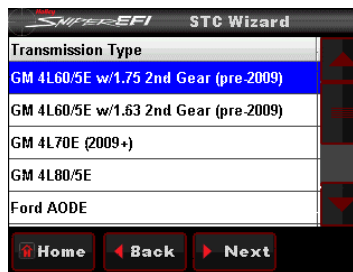 Holley
SNIPER EFI STC Wizard
Transmission Type
GM 4L60/5E w/1.75 2nd Gear (pre-2009)
GM 4L60/5E w/1.63 2nd Gear (pre-2009)
GM 4L70E (2009+)
GM 4L80/5E
Ford AODE
Home Back Next